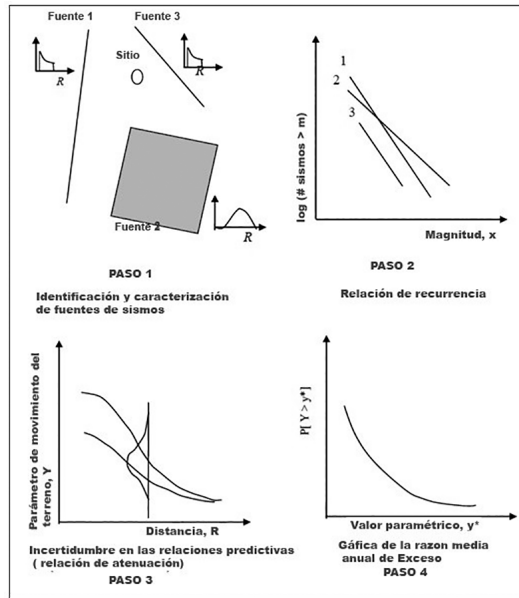 Fuente 1
Fuente 3
Sitio
R
R
Fuente 2
R
PASO 1
Identificación y caracterización
de fuentes de sismos
1
2
3
log (# sismos > m)
Magnitud, x
PASO 2
Relación de recurrencia
Parámetro de movimiento del
terreno, Y
Distancia, R
Incertidumbre en las relaciones predictivas
( relación de atenuación)
PASO 3
P[ Y > y*]
Valor paramétrico, y*
Gáfica de la razon media
anual de Exceso
PASO 4